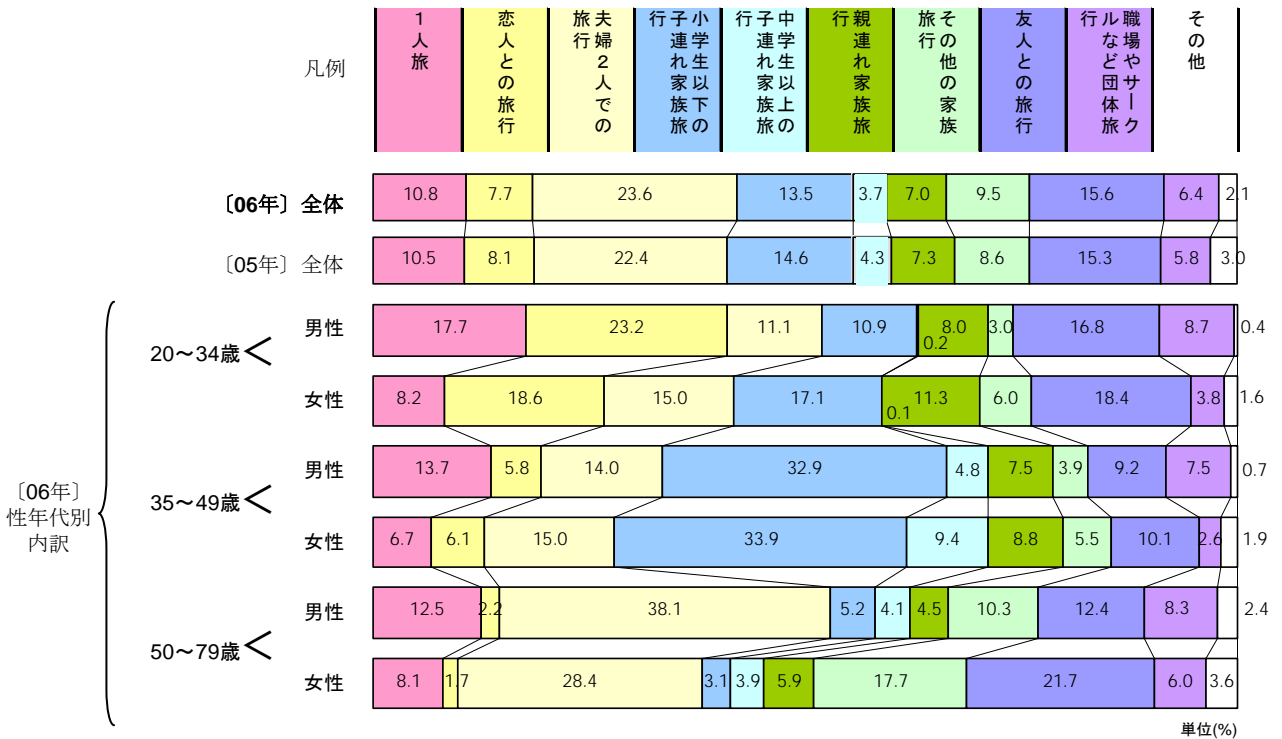 凡例
1人旅
恋人との旅行
夫婦2人での
旅行
小学生以下の
子連れ家族旅
行
中学生以上の
子連れ家族旅
行
親連れ家族旅
行
その他の家族
旅行
友人との旅行
職場やサーク
ルなど団体旅
行
その他
〔06年〕全体 10.8 7.7 23.6 13.5 3.7 7.0 9.5 15.6 6.4 2.1
〔05年〕全体 10.5 8.1 22.4 14.6 4.3 7.3 8.6 15.3 5.8 3.0
〔06年〕
性年代別
内訳
20～34歳
男性 17.7 23.2 11.1 10.9 0.2 8.0 3.0 16.8 8.7 0.4
女性 8.2 18.6 15.0 17.1 0.1 11.3 6.0 18.4 3.8 1.6
35～49歳
男性 13.7 5.8 14.0 32.9 4.8 7.5 3.9 9.2 7.5 0.7
女性 6.7 6.1 15.0 33.9 9.4 8.8 5.5 10.1 2.6 1.9
50～79歳
男性 12.5 2.2 38.1 5.2 4.1 4.5 10.3 12.4 8.3 2.4
女性 8.1 1.7 28.4 3.1 3.9 5.9 17.7 21.7 6.0 3.6
単位(%)